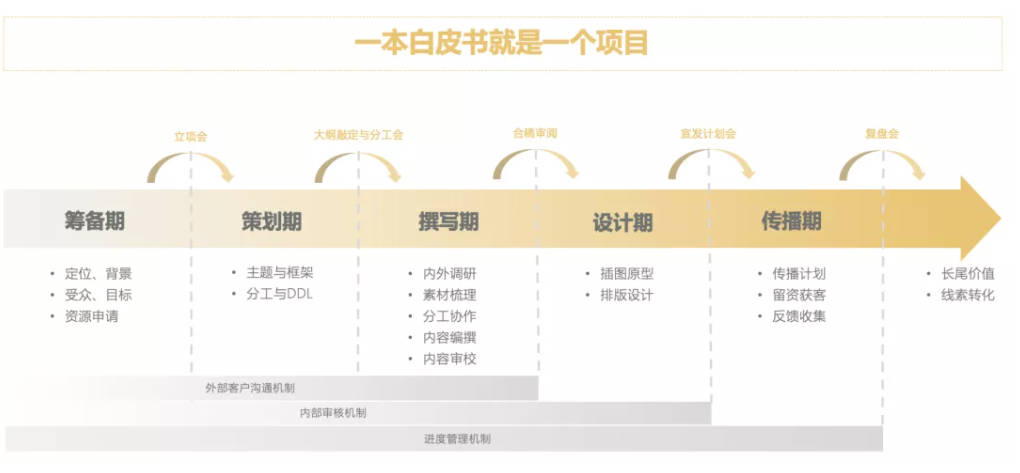 一本白皮书就是一个项目
立项会
大纲敲定与分工会
合稿审阅
宣发计划会
复盘会
筹备期
策划期
撰写期
设计期
传播期
• 定位、背景
• 受众、目标
• 资源申请
• 主题与框架
• 分工与DDL
• 内外调研
• 素材梳理
• 分工协作
• 内容编撰
• 内容审校
• 插图原型
• 排版设计
• 传播计划
• 留资获客
• 反馈收集
• 长尾价值
• 线索转化
外部客户沟通机制
内部审核机制
进度管理机制